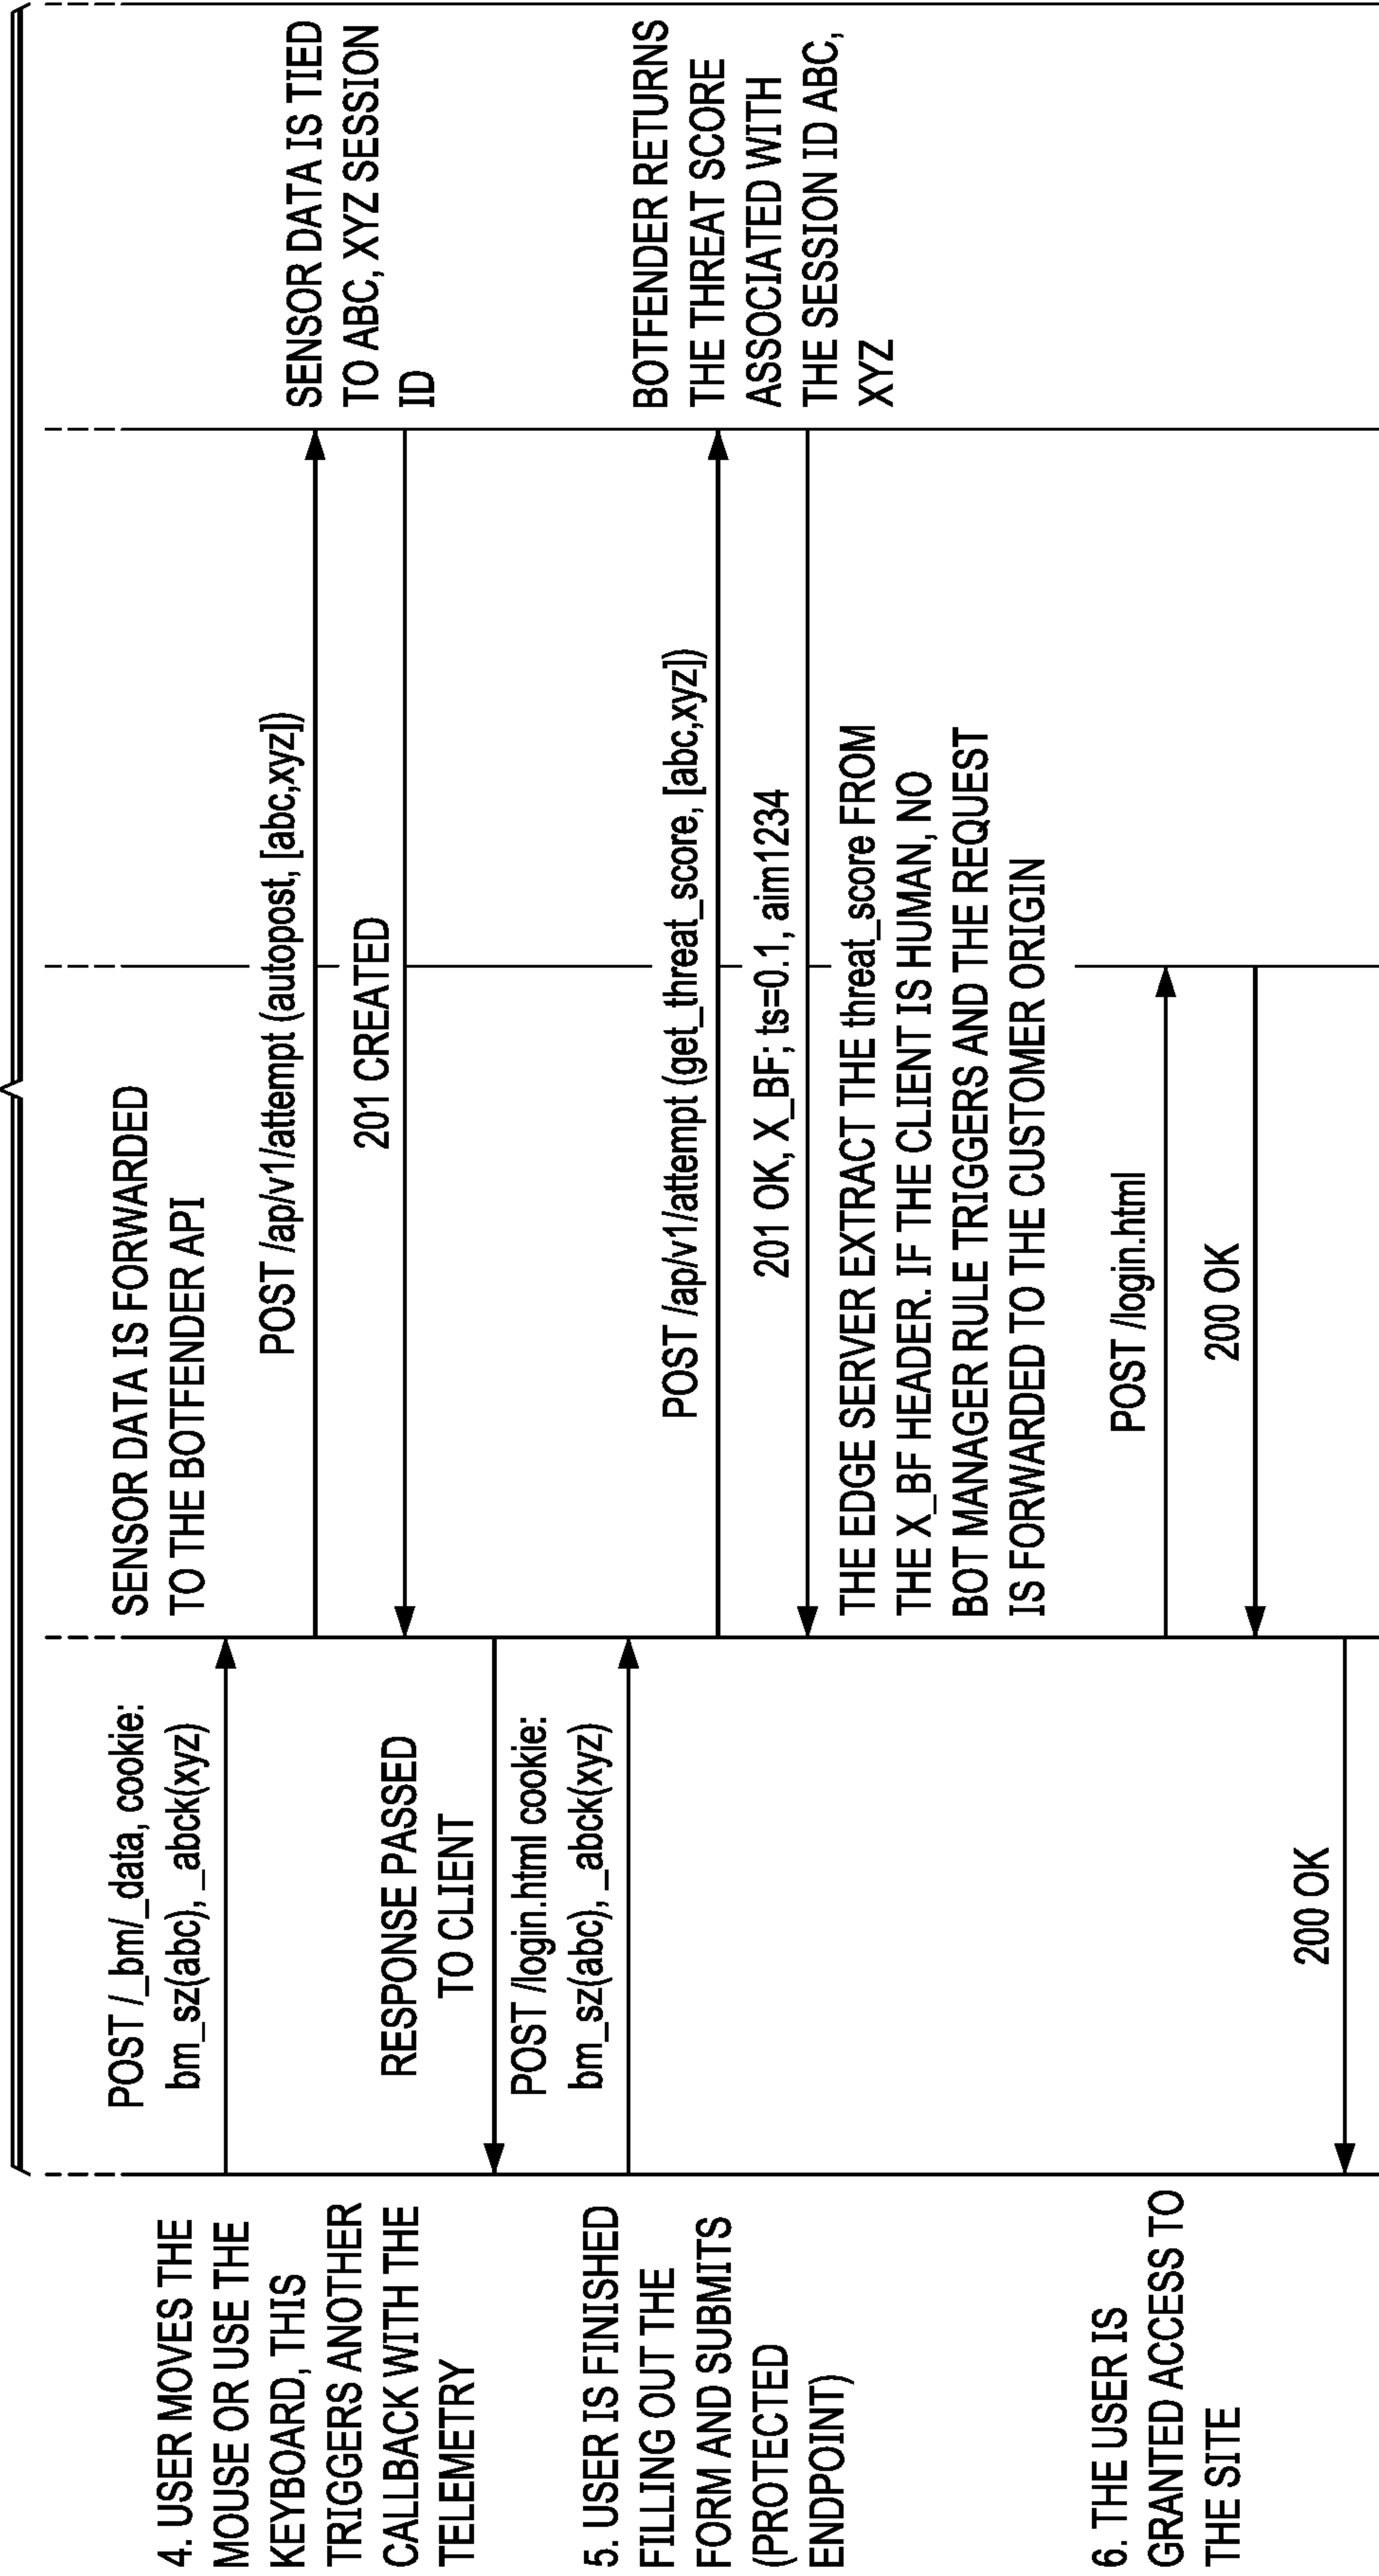 4. USER MOVES THE
MOUSE OR USE THE
KEYBOARD, THIS
TRIGGERS ANOTHER
CALLBACK WITH THE
TELEMETRY
POST /_bm/_data, cookie:
bm_sz(abc), _abck(xyz)
SENSOR DATA IS FORWARDED
TO THE BOTFENDER API
POST /ap/v1/attempt (autopost, [abc,xyz])
SENSOR DATA IS TIED
TO ABC, XYZ SESSION
ID
201 CREATED
RESPONSE PASSED
TO CLIENT
5. USER IS FINISHED
FILLING OUT THE
FORM AND SUBMITS
(PROTECTED
ENDPOINT)
POST /login.html cookie:
bm_sz(abc), _abck(xyz)
POST /ap/v1/attempt (get_threat_score, [abc,xyz])
BOTFENDER RETURNS
THE THREAT SCORE
ASSOCIATED WITH
THE SESSION ID ABC,
XYZ
201 OK, X_BF; ts=0.1, aim1234
THE EDGE SERVER EXTRACT THE threat_score FROM
THE X_BF HEADER. IF THE CLIENT IS HUMAN, NO
BOT MANAGER RULE TRIGGERS AND THE REQUEST
IS FORWARDED TO THE CUSTOMER ORIGIN
POST /login.html
200 OK
6. THE USER IS
GRANTED ACCESS TO
THE SITE
200 OK